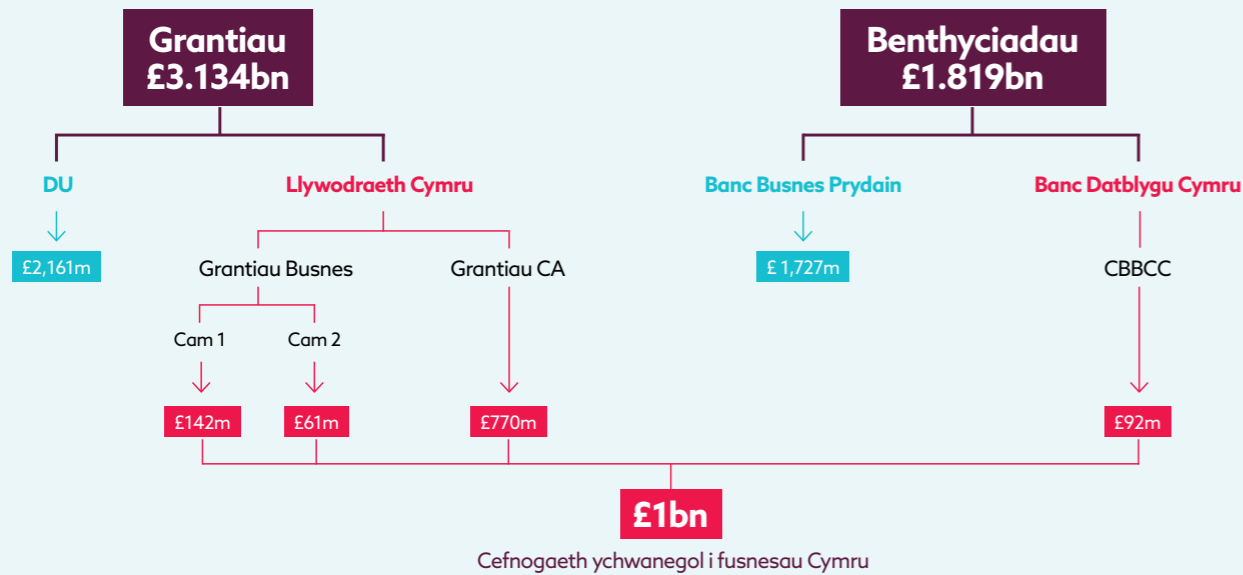 Grantiau
£3.134bn
Benthyciadau
£1.819bn
DU
Llywodraeth Cymru
Banc Busnes Prydain
Banc Datblygu Cymru
£2,161m
Grantiau Busnes
Grantiau CA
£ 1,727m
CBBCC
Cam 1
Cam 2
£142m
£61m
£770m
£92m
£1bn
Cefnogaeth ychwanegol i fusnesau Cymru